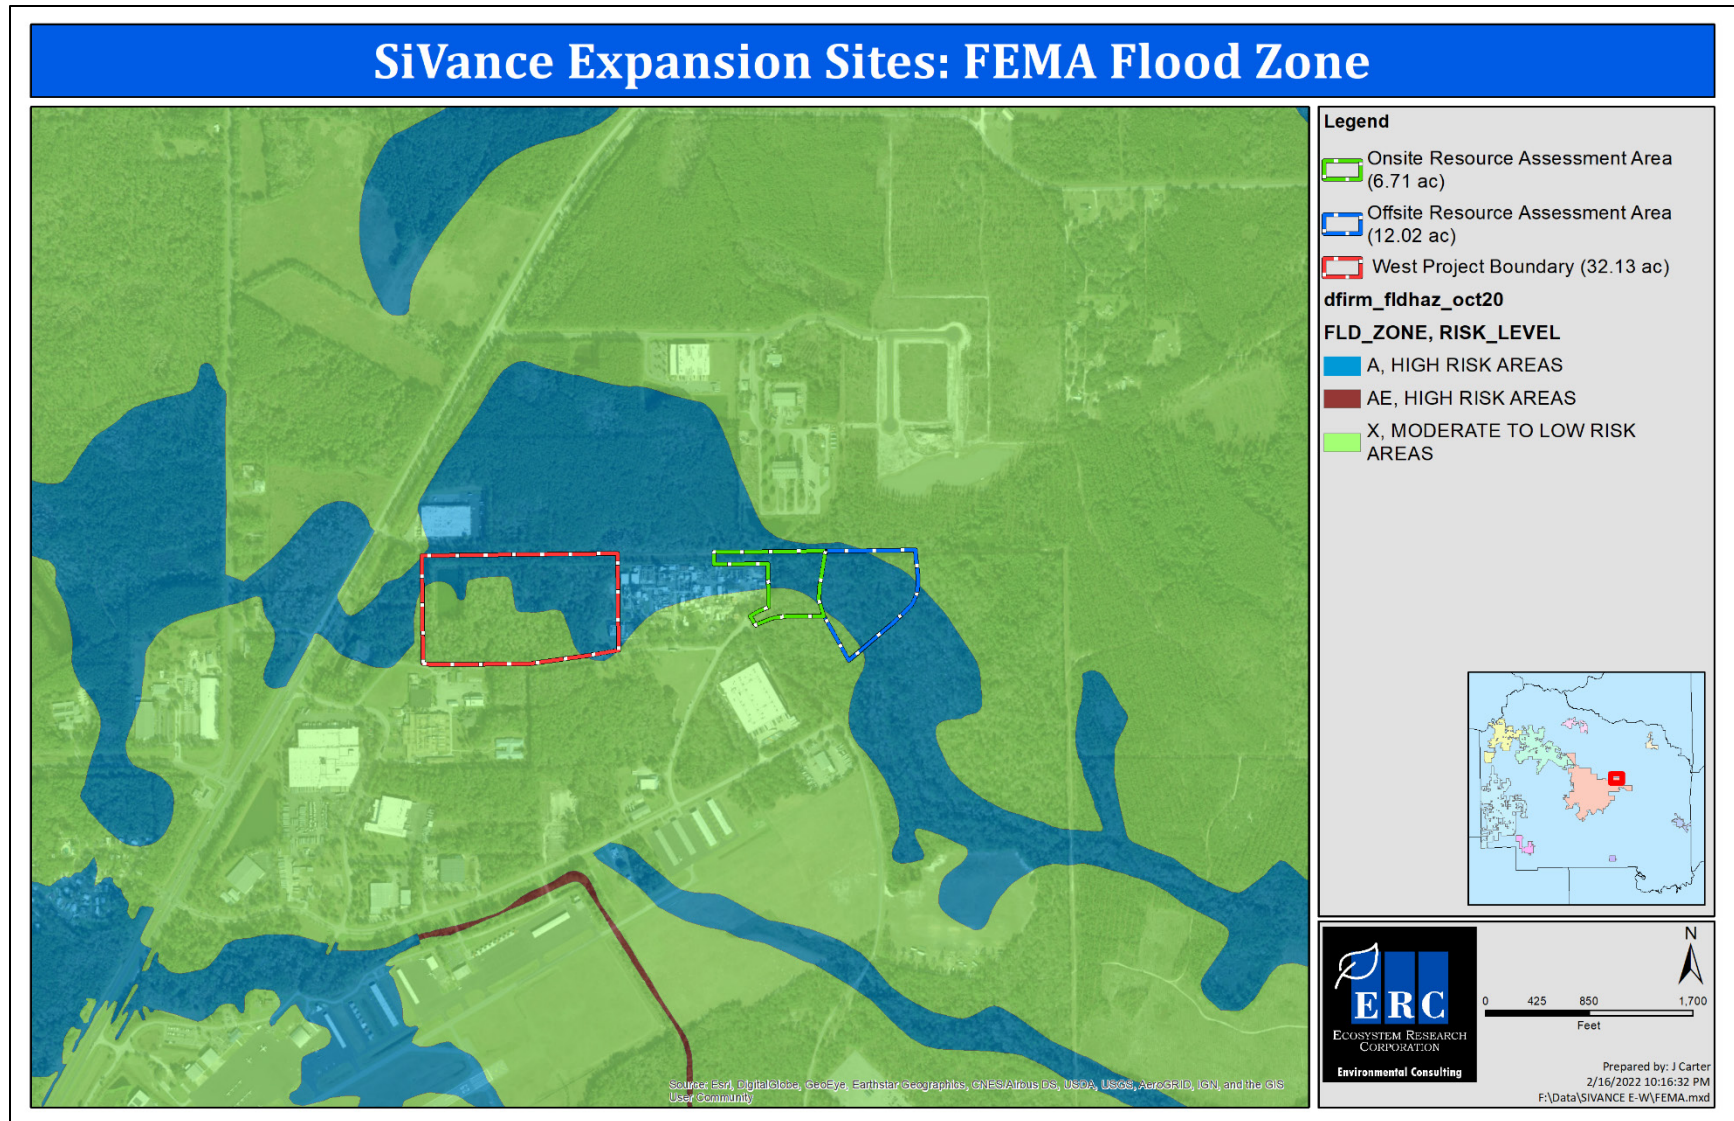 SiVance Expansion Sites: FEMA Flood Zone
Legend
Onsite Resource Assessment Area
(6.71 ac)
Offsite Resource Assessment Area
(12.02 ac)
West Project Boundary (32.13 ac)
dfirm_fldhaz_oct20
FLD_ZONE, RISK_LEVEL
A, HIGH RISK AREAS
AE, HIGH RISK AREAS
X, MODERATE TO LOW RISK
AREAS
Source: Esri, DigitalGlobe, GeoEye, Earthstar Geographics, CNES/Airbus DS, USDA, USGS, AeroGRID, IGN, and the GIS
User Community
ERC
ECOSYSTEM RESEARCH
CORPORATION
Environmental Consulting
N
0 425 850 1,700
Feet
Prepared by: J Carter
2/16/2022 10:16:32 PM
F:\Data\SIVANCE E-W\FEMA.mxd